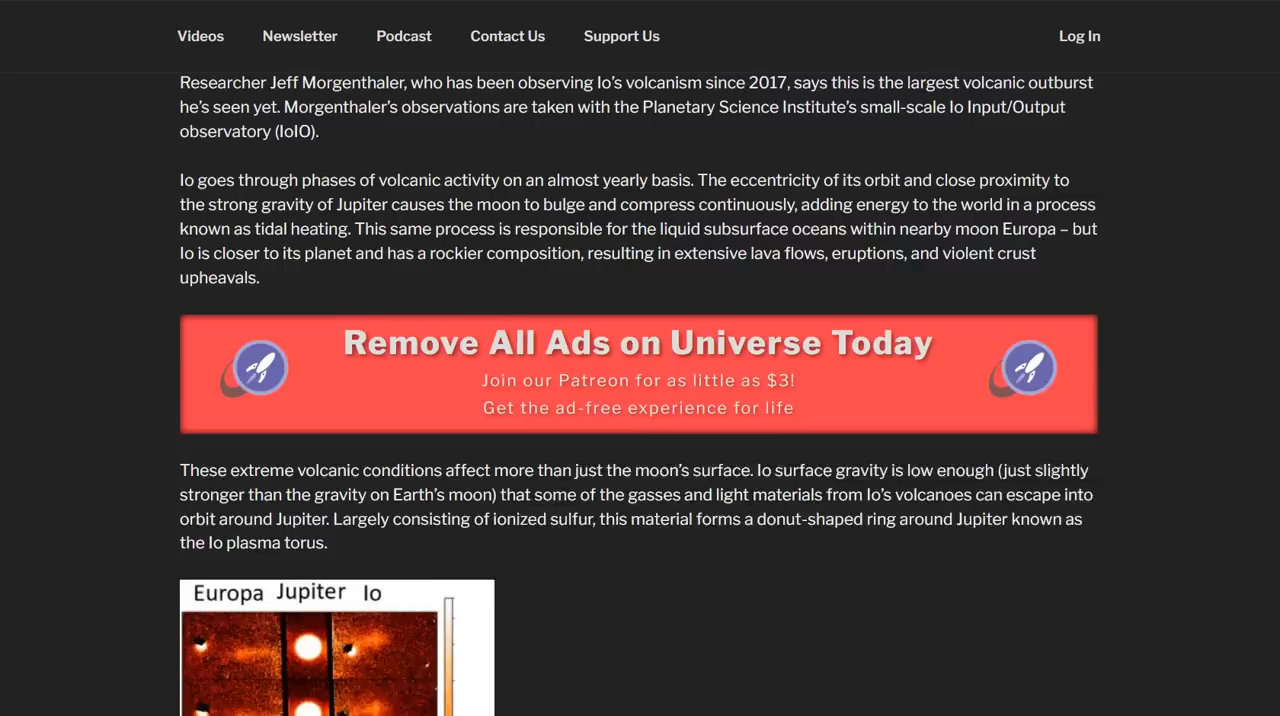 Videos Newsletter Podcast Contact Us Support Us Log In
Researcher Jeff Morgenthaler, who has been observing Io’s volcanism since 2017, says this is the largest volcanic outburst
he’s seen yet. Morgenthaler’s observations are taken with the Planetary Science Institute’s small-scale Io Input/Output
observatory (IoIO).
Io goes through phases of volcanic activity on an almost yearly basis. The eccentricity of its orbit and close proximity to
the strong gravity of Jupiter causes the moon to bulge and compress continuously, adding energy to the world in a process
known as tidal heating. This same process is responsible for the liquid subsurface oceans within nearby moon Europa – but
Io is closer to its planet and has a rockier composition, resulting in extensive lava flows, eruptions, and violent crust
upheavals.
Remove All Ads on Universe Today
Join our Patreon for as little as $3!
Get the ad-free experience for life
These extreme volcanic conditions affect more than just the moon’s surface. Io surface gravity is low enough (just slightly
stronger than the gravity on Earth’s moon) that some of the gasses and light materials from Io’s volcanoes can escape into
orbit around Jupiter. Largely consisting of ionized sulfur, this material forms a donut-shaped ring around Jupiter known as
the Io plasma torus.
Europa Jupiter Io